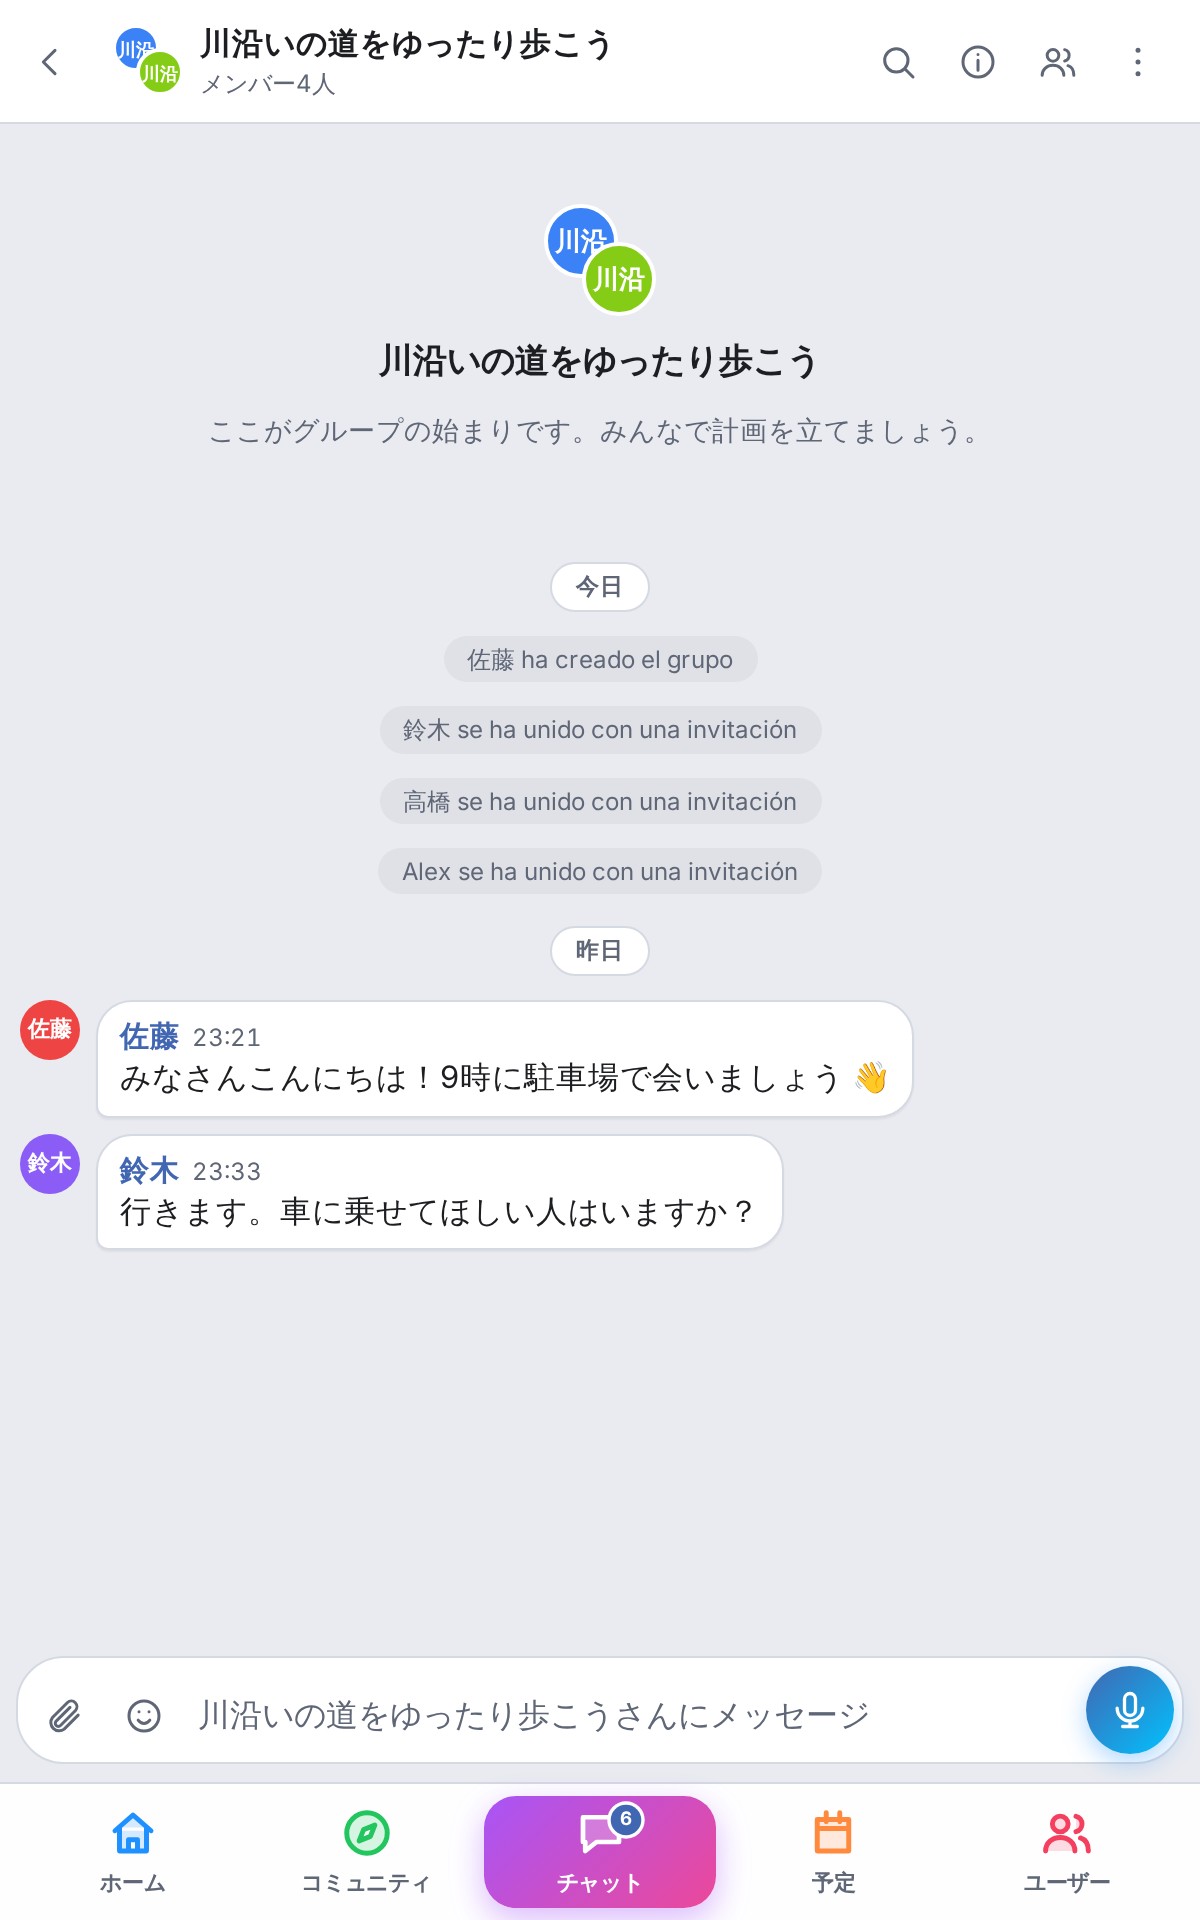 川沿
川沿
川沿いの道をゆったり歩こう
メンバー4人
川沿
川沿
川沿いの道をゆったり歩こう
ここがグループの始まりです。みんなで計画を立てましょう。
今日
佐藤 ha creado el grupo
鈴木 se ha unido con una invitación
高橋 se ha unido con una invitación
Alex se ha unido con una invitación
昨日
佐藤
佐藤 23:21
みなさんこんにちは！9時に駐車場で会いましょう 👋
鈴木
鈴木 23:33
行きます。車に乗せてほしい人はいますか？
川沿いの道をゆったり歩こうさんにメッセージ
6
ホーム
コミュニティ
チャット
予定
ユーザー